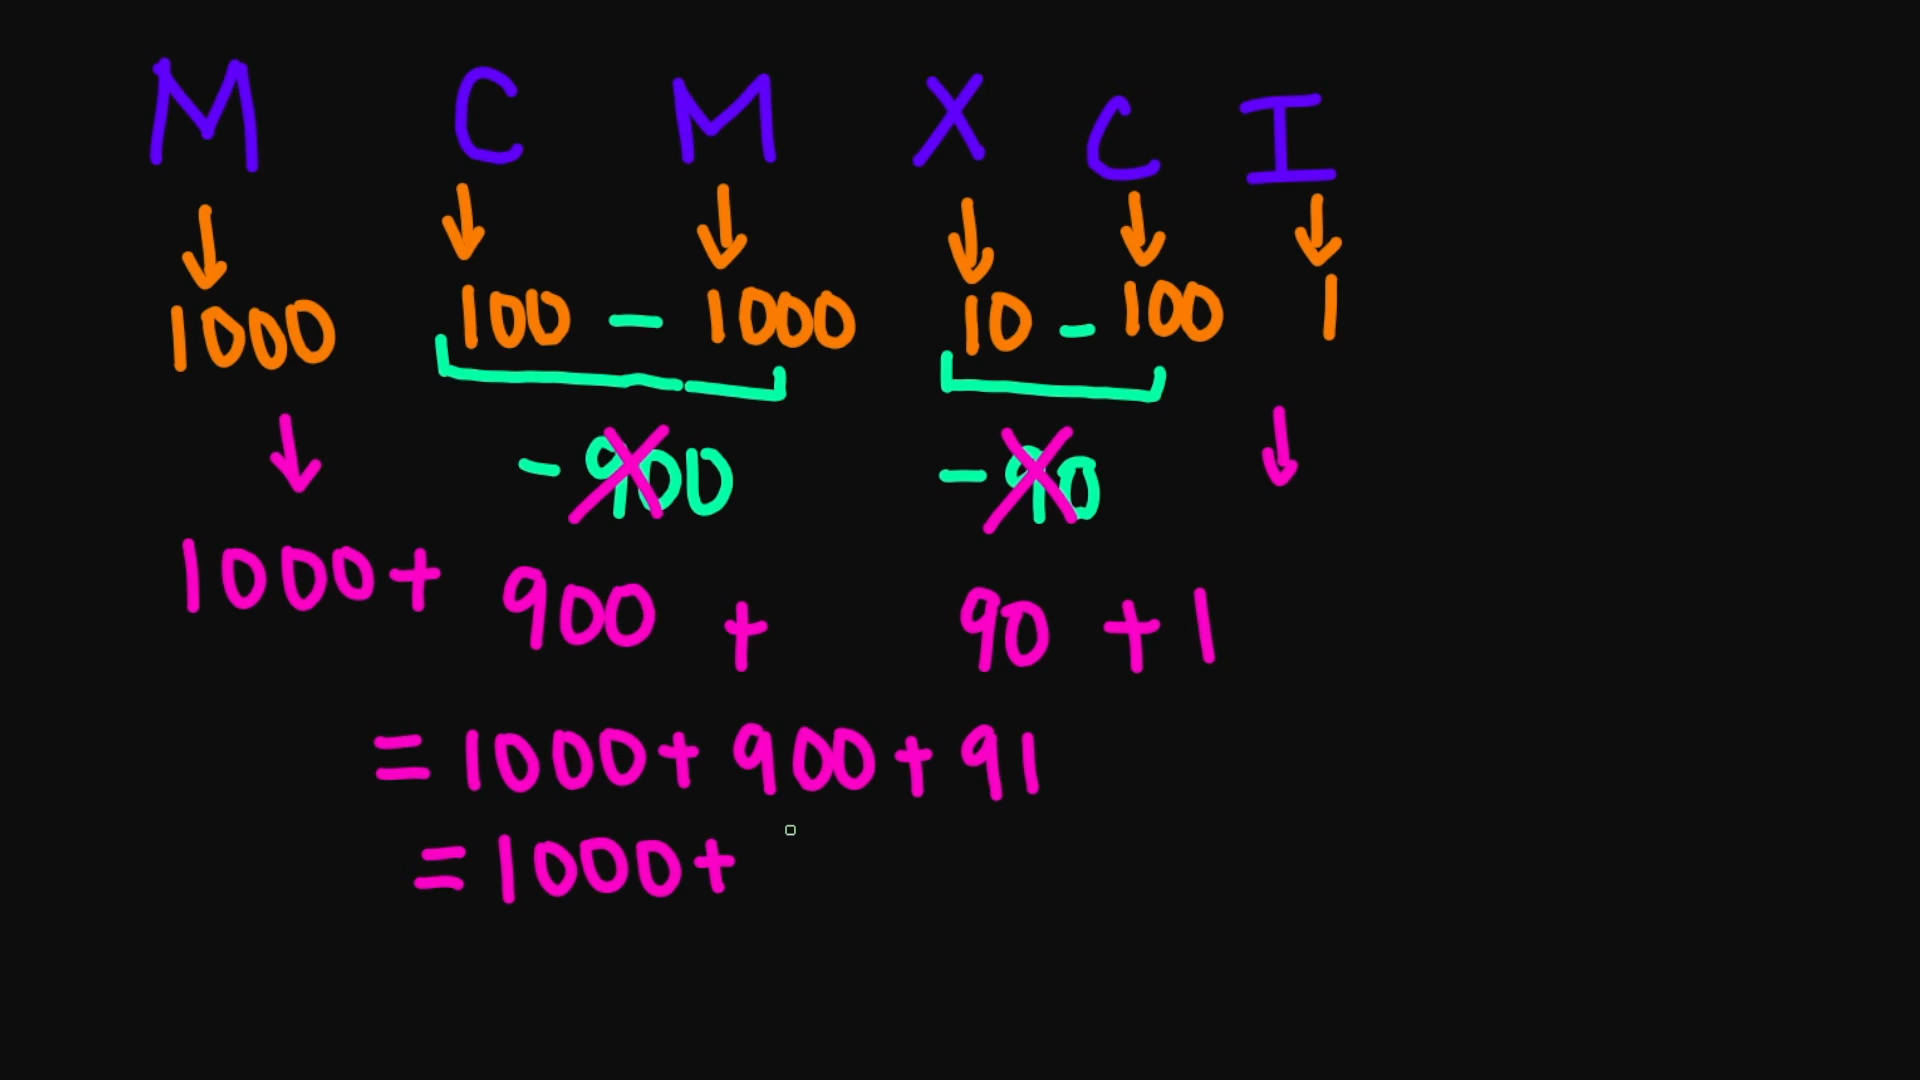 M C M X C I
1000 100 - 1000 10 - 100 1
- 900 - 90
1000 + 900 + 90 + 1
= 1000 + 900 + 91
= 1000 +